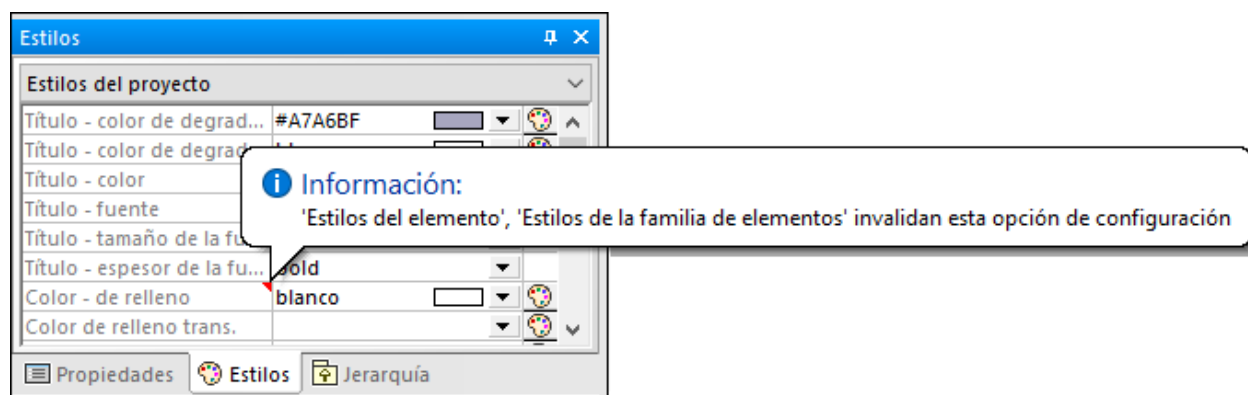 Estilos
Estilos del proyecto
Título - color de degrad... #A7A6BF
Título - color de degrad
Título - color
Información:
Título - fuente
'Estilos del elemento', 'Estilos de la familia de elementos' invalidan esta opción de configuración
Título - tamaño de la fu
Título - espesor de la fu... bold
Color - de relleno blanco
Color de relleno trans.
Propiedades Estilos Jerarquía